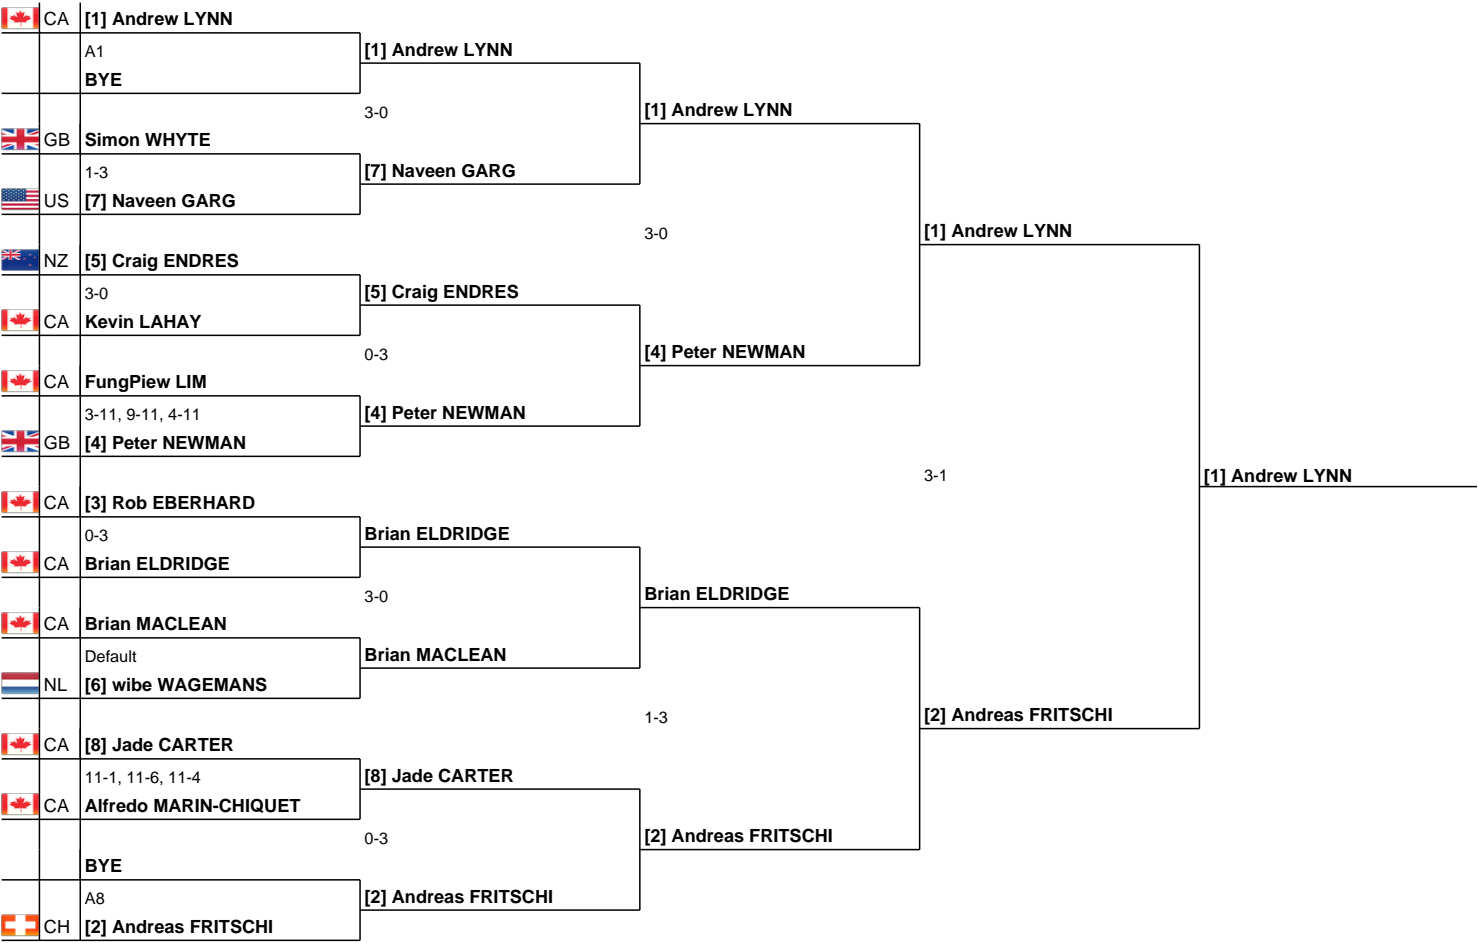 CA [1] Andrew LYNN
A1 [1] Andrew LYNN
BYE
3-0 [1] Andrew LYNN
GB Simon WHYTE
1-3 [7] Naveen GARG
US [7] Naveen GARG
3-0 [1] Andrew LYNN
NZ [5] Craig ENDRES
3-0 [5] Craig ENDRES
CA Kevin LAHAY
0-3 [4] Peter NEWMAN
CA FungPiew LIM
3-11, 9-11, 4-11 [4] Peter NEWMAN
GB [4] Peter NEWMAN
3-1 [1] Andrew LYNN
CA [3] Rob EBERHARD
0-3 Brian ELDRIDGE
CA Brian ELDRIDGE
3-0 Brian ELDRIDGE
CA Brian MACLEAN
Default Brian MACLEAN
NL [6] wibe WAGEMANS
1-3 [2] Andreas FRITSCHI
CA [8] Jade CARTER
11-1, 11-6, 11-4 [8] Jade CARTER
CA Alfredo MARIN-CHIQUET
0-3 [2] Andreas FRITSCHI
BYE
A8 [2] Andreas FRITSCHI
CH [2] Andreas FRITSCHI